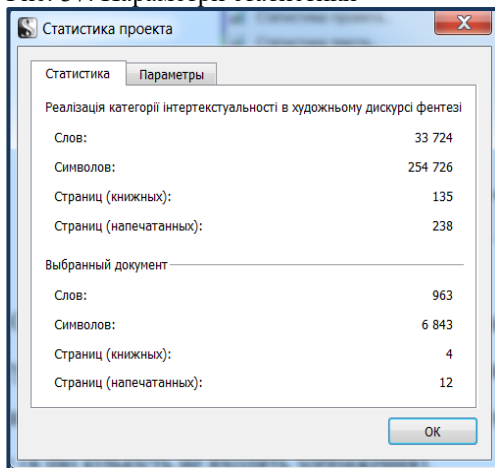 Статистика проекта
Статистика Параметры
Реалізація категорії інтертекстуальності в художньому дискурсі фентезі
Слов: 33 724
Символов: 254 726
Страниц (книжных): 135
Страниц (напечатанных): 238
Выбранный документ
Слов: 963
Символов: 6 843
Страниц (книжных): 4
Страниц (напечатанных): 12
ОК